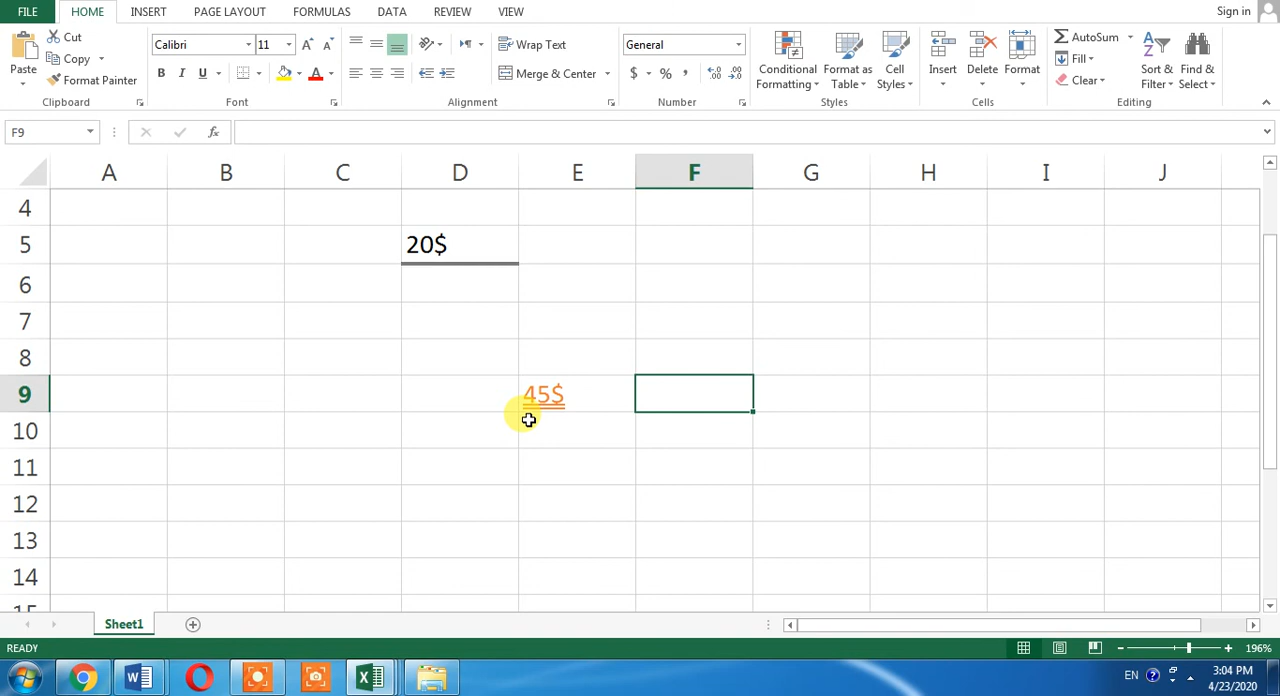 FILE HOME INSERT PAGE LAYOUT FORMULAS DATA REVIEW VIEW Sign in
Paste
Cut
Copy
Format Painter
Clipboard
Calibri 11
B I U
Font
Wrap Text
Merge & Center
Alignment
General
$ % ,
Number
Conditional Formatting
Format as Table
Cell Styles
Styles
Insert
Delete
Format
Cells
AutoSum
Fill
Clear
Sort & Filter
Find & Select
Editing
F9 fx
A B C D E F G H I J
4
5 20$
6
7
8
9 45$
10
11
12
13
14
15
Sheet1
READY 196%
EN 3:04 PM
4/23/2020